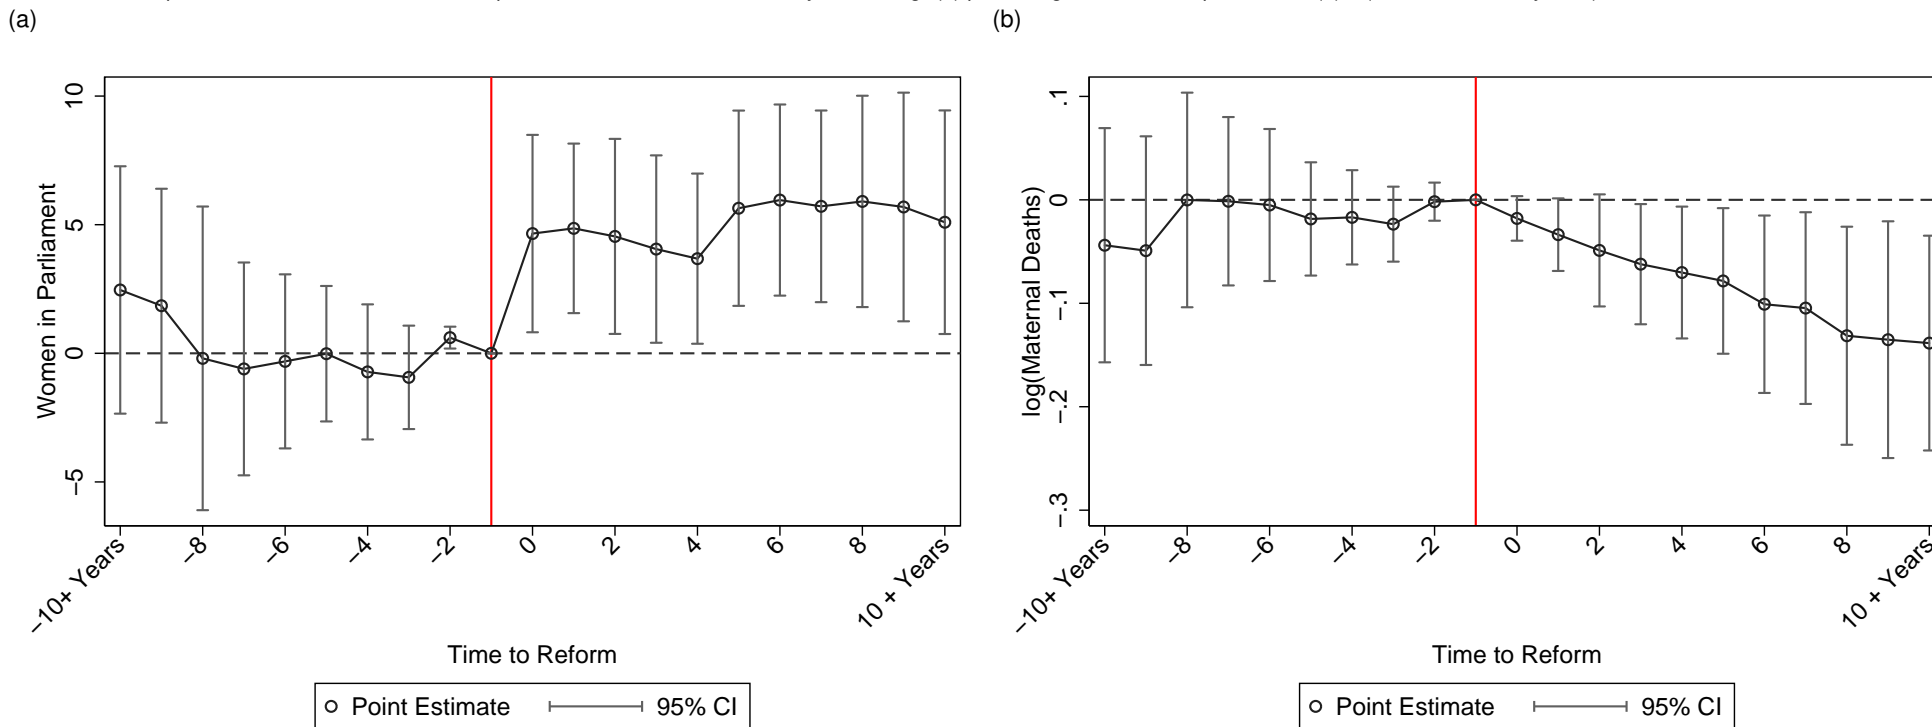 (a)
10
5
0
−5
Women in Parliament
−10+ Years
−8
−6
−4
−2
0
2
4
6
8
10 + Years
Time to Reform
Point Estimate
95% CI
(b)
.1
0
−.1
−.2
−.3
log(Maternal Deaths)
−10+ Years
−8
−6
−4
−2
0
2
4
6
8
10 + Years
Time to Reform
Point Estimate
95% CI